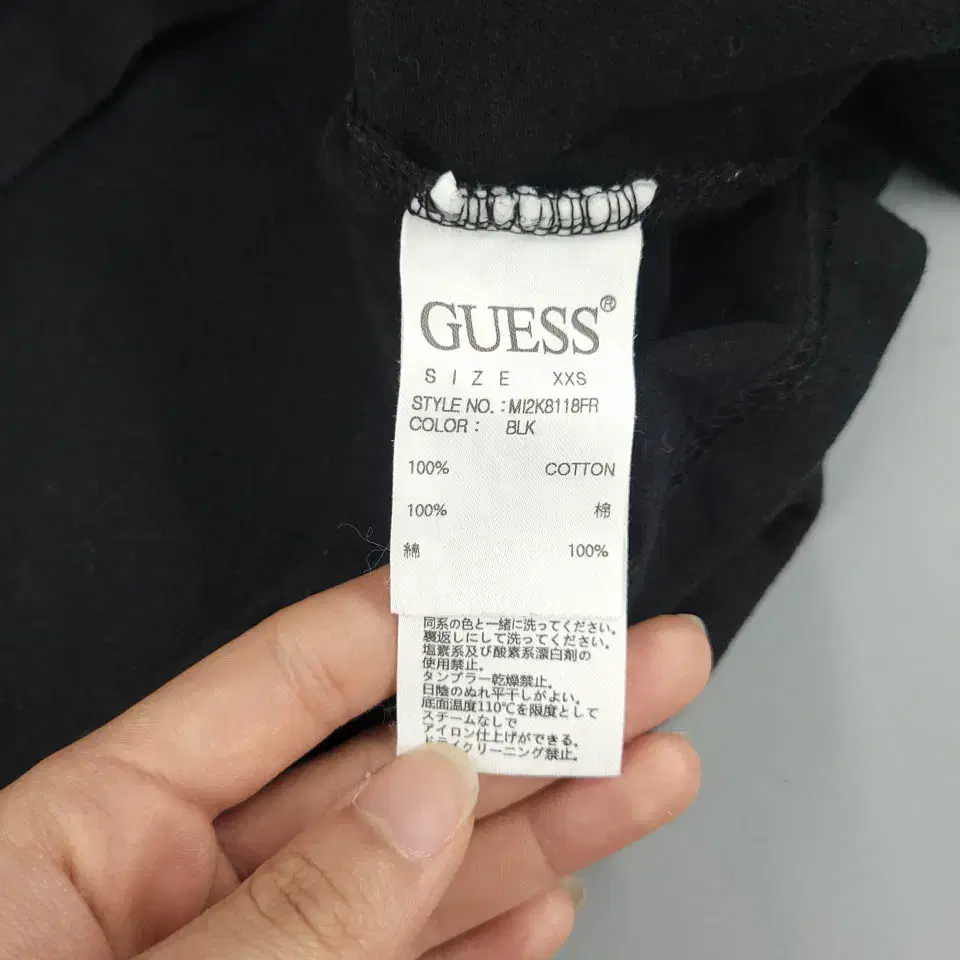 GUESS®
SIZE XXS
STYLE NO. : MI2K8118FR
COLOR : BLK
100% COTTON
100% 棉
綿 100%
同系の色と一緒に洗ってください。
裏返しにして洗ってください。
塩素系及び酸素系漂白剤の
使用禁止。
タンブラー乾燥禁止。
日陰のぬれ平干しがよい。
底面温度110℃を限度として
スチームなしで
アイロン仕上げができる。
ドライクリーニング禁止。